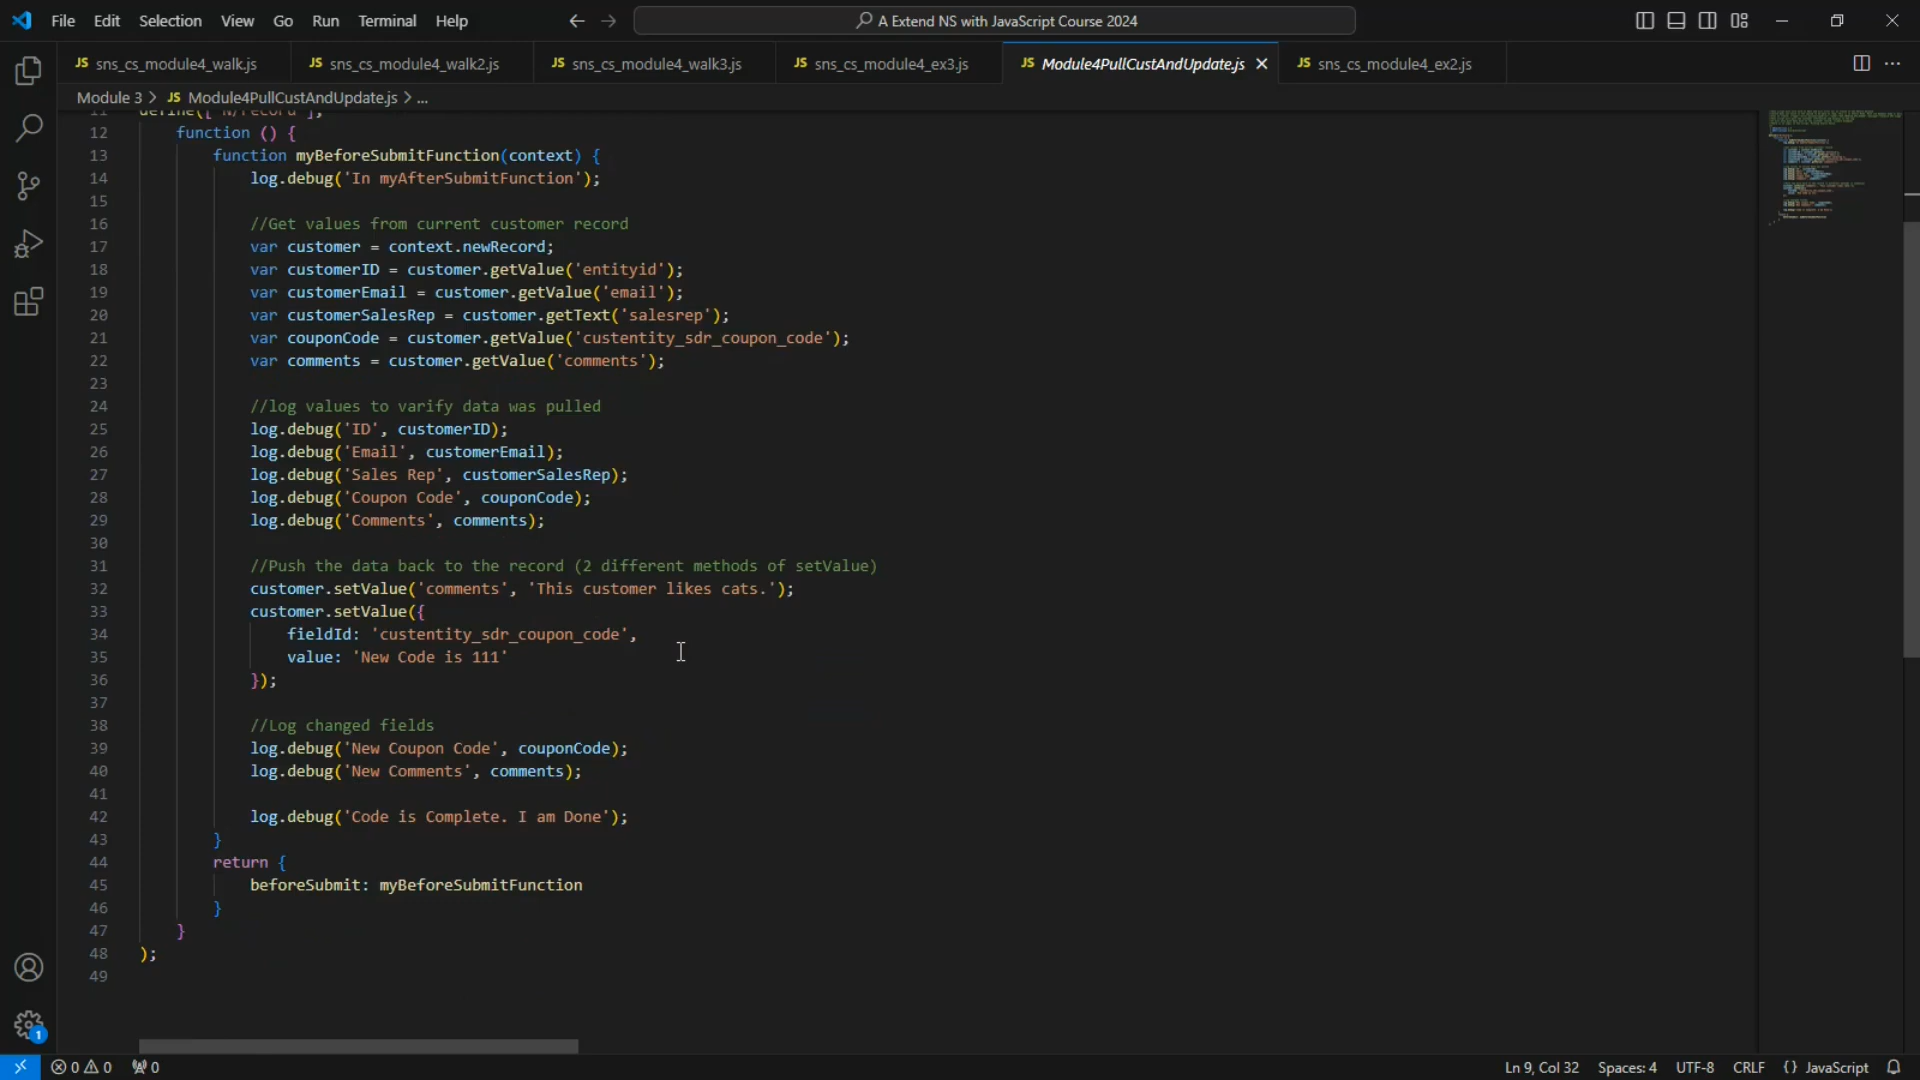 File Edit Selection View Go Run Terminal Help
A Extend NS with JavaScript Course 2024
JS sns_cs_module4_walk.js JS sns_cs_module4_walk2.js JS sns_cs_module4_walk3.js JS sns_cs_module4_ex3.js JS Module4PullCustAndUpdate.js JS sns_cs_module4_ex2.js
Module 3 > JS Module4PullCustAndUpdate.js > ...
11 define(['N/record'],
12 function () {
13 function myBeforeSubmitFunction(context) {
14 log.debug('In myAfterSubmitFunction');
15
16 //Get values from current customer record
17 var customer = context.newRecord;
18 var customerID = customer.getValue('entityid');
19 var customerEmail = customer.getValue('email');
20 var customerSalesRep = customer.getText('salesrep');
21 var couponCode = customer.getValue('custentity_sdr_coupon_code');
22 var comments = customer.getValue('comments');
23
24 //log values to varify data was pulled
25 log.debug('ID', customerID);
26 log.debug('Email', customerEmail);
27 log.debug('Sales Rep', customerSalesRep);
28 log.debug('Coupon Code', couponCode);
29 log.debug('Comments', comments);
30
31 //Push the data back to the record (2 different methods of setValue)
32 customer.setValue('comments', 'This customer likes cats.');
33 customer.setValue({
34 fieldId: 'custentity_sdr_coupon_code',
35 value: 'New Code is 111'
36 });
37
38 //Log changed fields
39 log.debug('New Coupon Code', couponCode);
40 log.debug('New Comments', comments);
41
42 log.debug('Code is Complete. I am Done');
43 }
44 return {
45 beforeSubmit: myBeforeSubmitFunction
46 }
47 }
48 );
49
1
0 0 0 Ln 9, Col 32 Spaces: 4 UTF-8 CRLF {} JavaScript